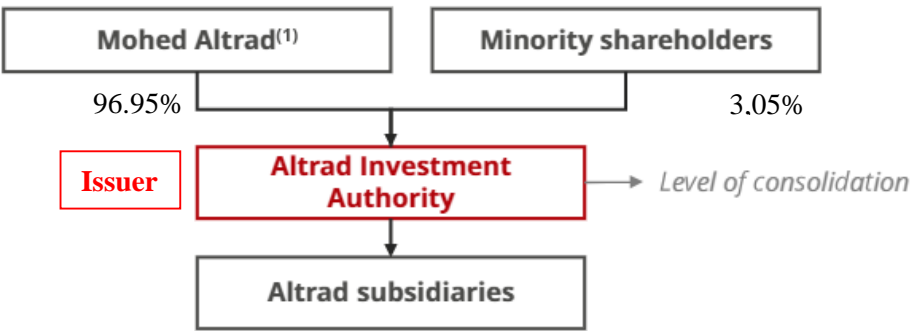 Mohed Altrad(1)
Minority shareholders
96.95%
3,05%
Issuer
Altrad Investment
Authority
Level of consolidation
Altrad subsidiaries